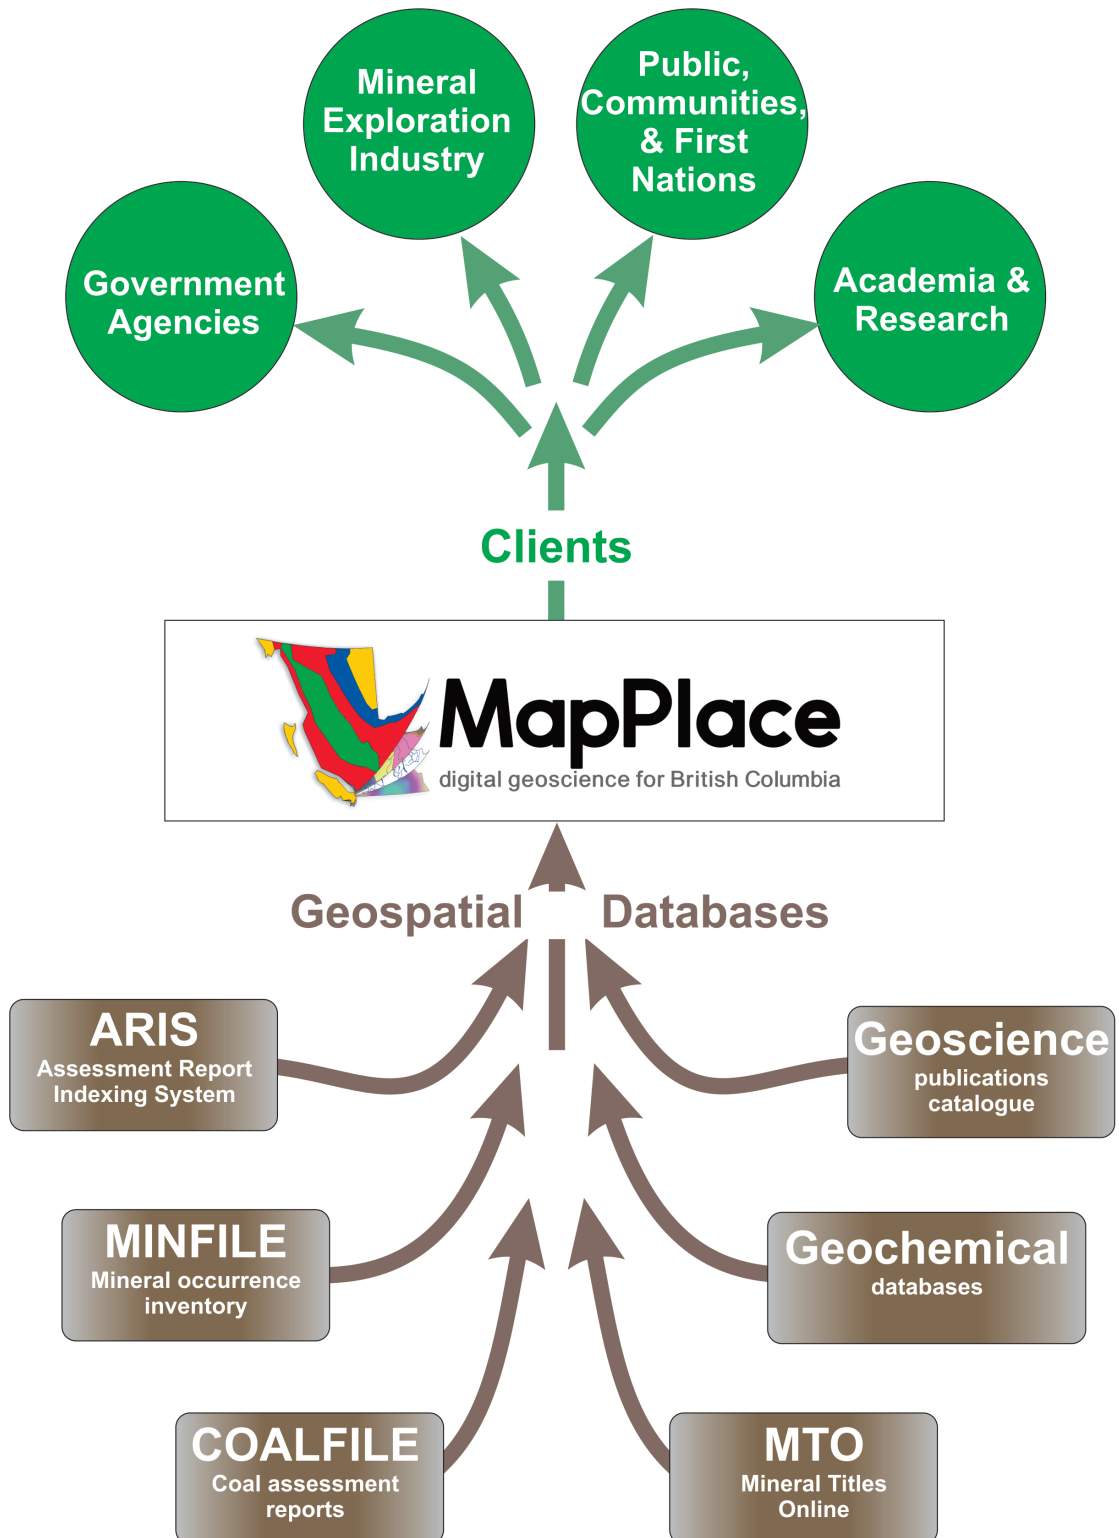 Mineral
Exploration
Industry
Public,
Communities,
& First
Nations
Government
Agencies
Academia &
Research
Clients
MapPlace
digital geoscience for British Columbia
Geospatial Databases
ARIS
Assessment Report
Indexing System
Geoscience
publications
catalogue
MINFILE
Mineral occurrence
inventory
Geochemical
databases
COALFILE
Coal assessment
reports
MTO
Mineral Titles
Online